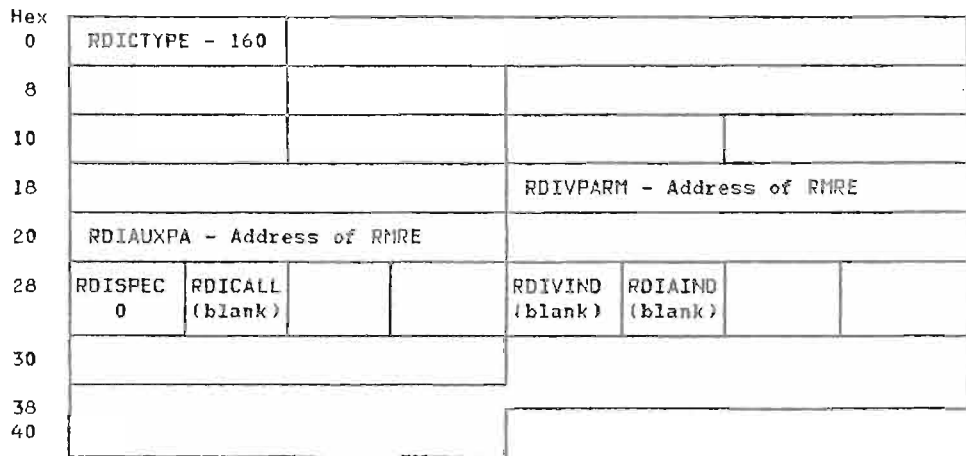 Hex
0 RDICTYPE - 160
8
10
18 RDIVPARM - Address of RMRE
20 RDIAUXPA - Address of RMRE
28 RDISPEC RDICALL RDIVIND RDIAIND
0 (blank) (blank) (blank)
30
38
40